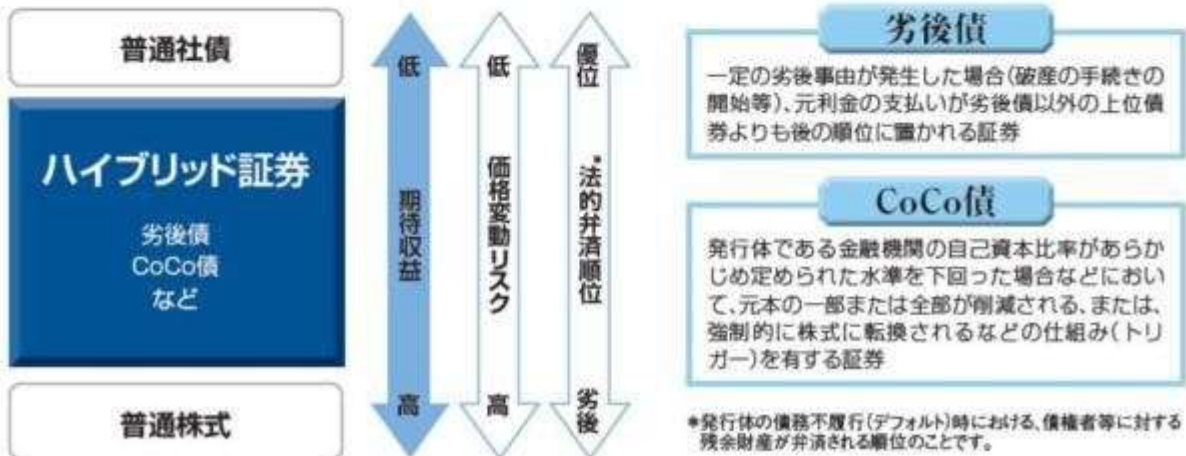 普通社債
ハイブリッド証券
劣後債
CoCo債
など
普通株式
低
期待収益
高
低
価格変動リスク
高
優位
*法的弁済順位
劣後
劣後債
一定の劣後事由が発生した場合(破産の手続きの
開始等)、元利金の支払いが劣後債以外の上位債
券よりも後の順位に置かれる証券
CoCo債
発行体である金融機関の自己資本比率があらか
じめ定められた水準を下回った場合などにおい
て、元本の一部または全部が削減される、または、
強制的に株式に転換されるなどの仕組み(トリ
ガー)を有する証券
*発行体の債務不履行(デフォルト)時における、債権者等に対する
残余財産が弁済される順位のことです。